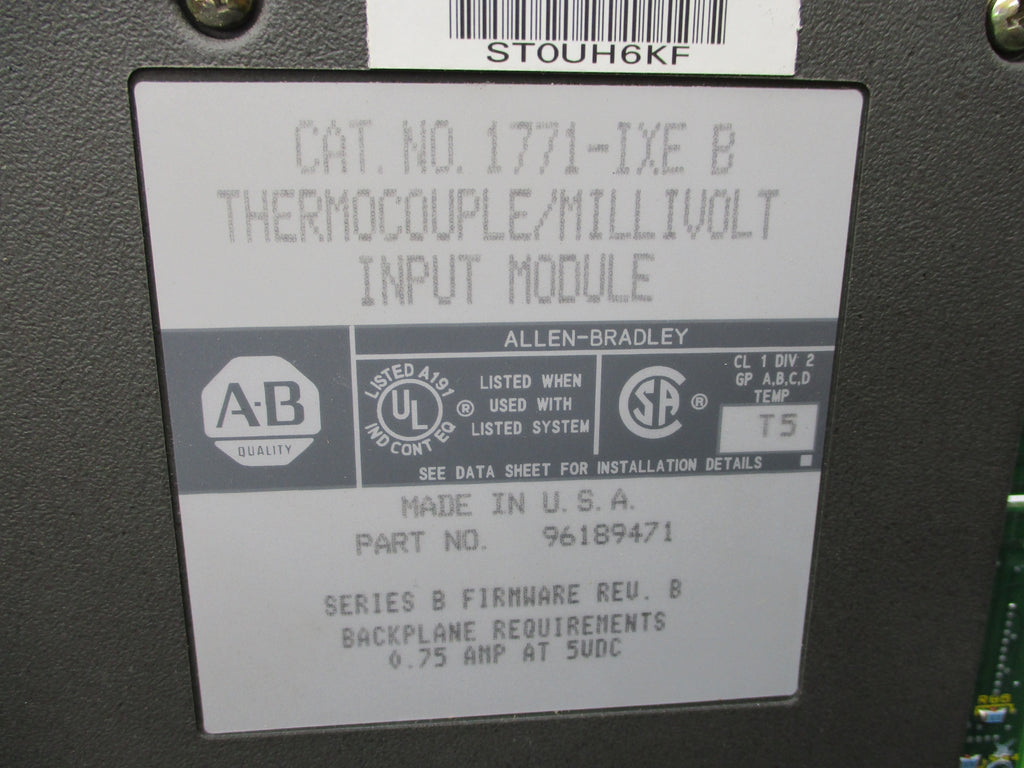 ST0UH6KF
CAT. NO. 1771-IXE B
THERMOCOUPLE/MILLIVOLT
INPUT MODULE
ALLEN-BRADLEY
A-B
QUALITY
LISTED A191
UL
IND CONT EQ
®
LISTED WHEN
USED WITH
LISTED SYSTEM
SA
®
CL 1 DIV 2
GP A,B,C,D
TEMP
T5
SEE DATA SHEET FOR INSTALLATION DETAILS
MADE IN U.S.A.
PART NO. 96189471
SERIES B FIRMWARE REV. B
BACKPLANE REQUIREMENTS
0.75 AMP AT 5VDC